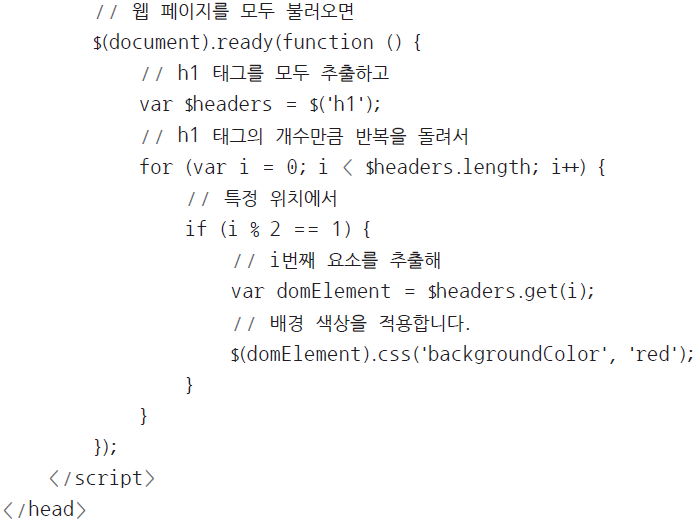 // 웹 페이지를 모두 불러오면
$(document).ready(function () {
// h1 태그를 모두 추출하고
var $headers = $('h1');
// h1 태그의 개수만큼 반복을 돌려서
for (var i = 0; i < $headers.length; i++) {
// 특정 위치에서
if (i % 2 == 1) {
// i번째 요소를 추출해
var domElement = $headers.get(i);
// 배경 색상을 적용합니다.
$(domElement).css('backgroundColor', 'red');
}
}
});
</script>
</head>